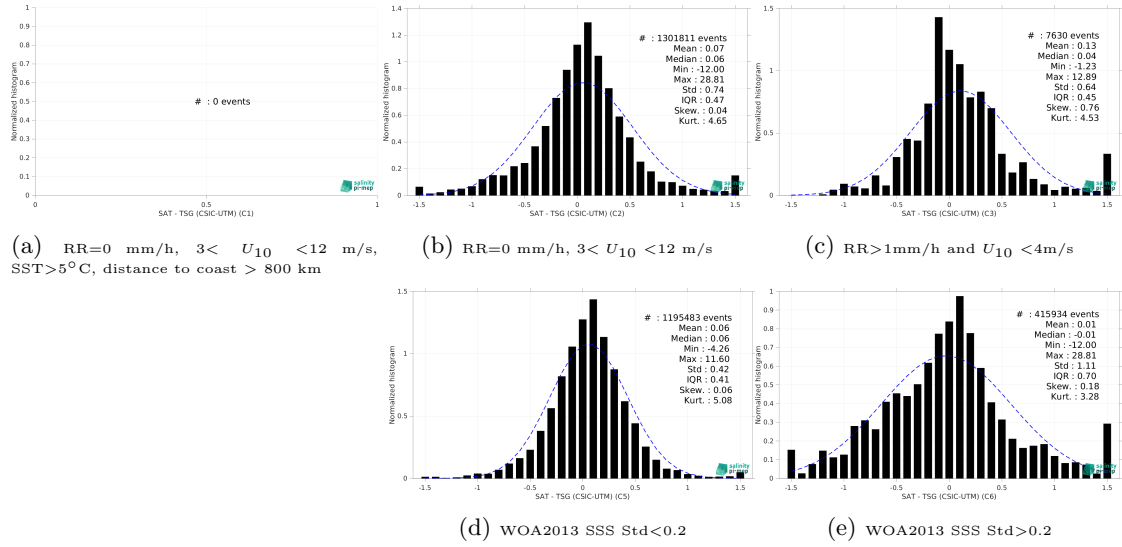 # : 0 events
Normalized histogram
0
0.1
0.2
0.3
0.4
0.5
0.6
0.7
0.8
0.9
1
0
0.5
1
SAT - TSG (CSIC-UTM) (C1)
salinity
pi-mep
(a) RR=0 mm/h, 3< U10 <12 m/s,
SST>5°C, distance to coast > 800 km
# : 1301811 events
Mean : 0.07
Median : 0.06
Min : -12.00
Max : 28.81
Std : 0.74
IQR : 0.47
Skew. : 0.04
Kurt. : 4.65
Normalized histogram
0
0.2
0.4
0.6
0.8
1
1.2
1.4
-1.5
-1
-0.5
0
0.5
1
1.5
SAT - TSG (CSIC-UTM) (C2)
salinity
pi-mep
(b) RR=0 mm/h, 3< U10 <12 m/s
# : 7630 events
Mean : 0.13
Median : 0.04
Min : -1.23
Max : 12.89
Std : 0.64
IQR : 0.45
Skew. : 0.76
Kurt. : 4.53
Normalized histogram
0
0.5
1
1.5
-1.5
-1
-0.5
0
0.5
1
1.5
SAT - TSG (CSIC-UTM) (C3)
salinity
pi-mep
(c) RR>1mm/h and U10 <4m/s
# : 1195483 events
Mean : 0.06
Median : 0.06
Min : -4.26
Max : 11.60
Std : 0.42
IQR : 0.41
Skew. : 0.06
Kurt. : 5.08
Normalized histogram
0
0.5
1
1.5
-1.5
-1
-0.5
0
0.5
1
1.5
SAT - TSG (CSIC-UTM) (C5)
salinity
pi-mep
(d) WOA2013 SSS Std<0.2
# : 415934 events
Mean : 0.01
Median : -0.01
Min : -12.00
Max : 28.81
Std : 1.11
IQR : 0.70
Skew. : 0.18
Kurt. : 3.28
Normalized histogram
0
0.1
0.2
0.3
0.4
0.5
0.6
0.7
0.8
0.9
1
-1.5
-1
-0.5
0
0.5
1
1.5
SAT - TSG (CSIC-UTM) (C6)
salinity
pi-mep
(e) WOA2013 SSS Std>0.2